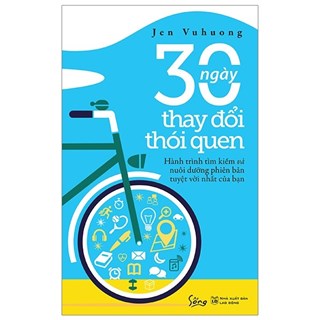 Jen Vuhuong
30
ngày
thay đổi
thói quen
Hành trình tìm kiếm và
nuôi dưỡng phiên bản
tuyệt vời nhất của bạn
Sống
NHÀ XUẤT BẢN
LAO ĐỘNG